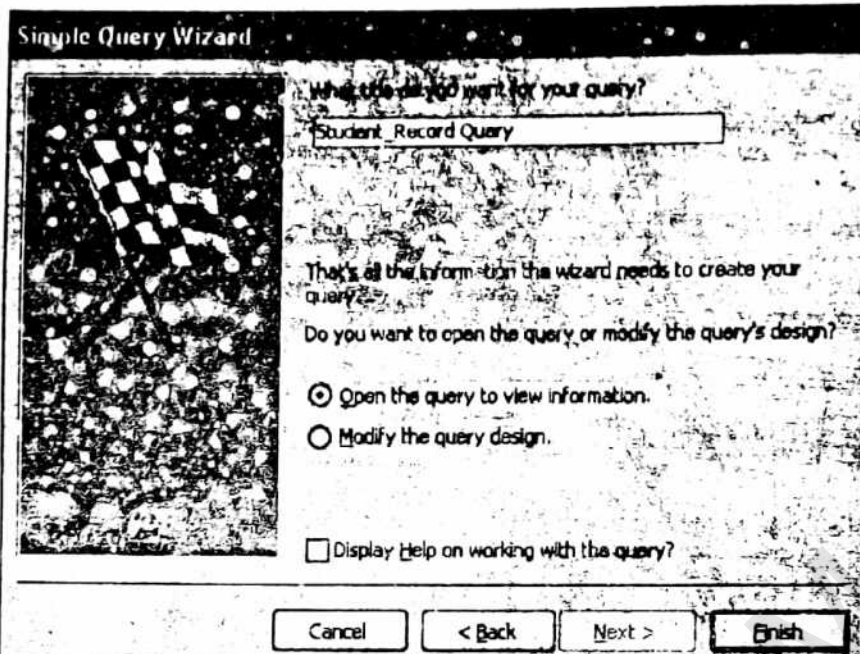 Simple Query Wizard
What title do you want for your query?
Student_Record Query
That's all the information the wizard needs to create your
query.
Do you want to open the query or modify the query's design?
Open the query to view information.
Modify the query design.
Display Help on working with the query?
Cancel
< Back
Next >
Finish